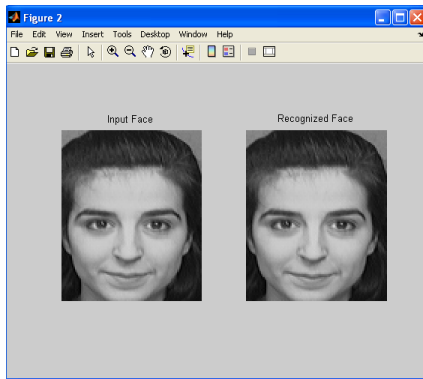 Figure 2
File Edit View Insert Tools Desktop Window Help
Input Face Recognized Face